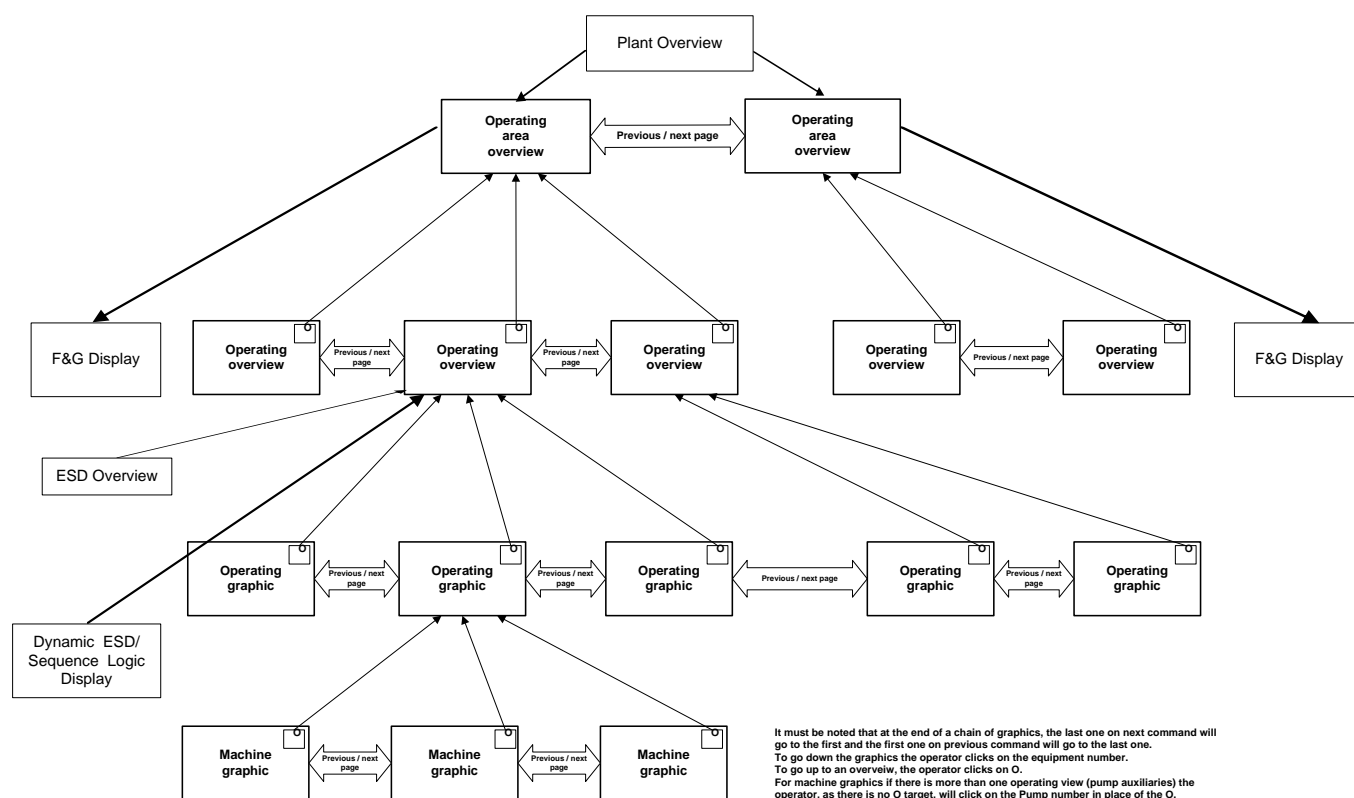 Plant Overview
Operating
area
overview
Previous / next page
Operating
area
overview
F&G Display
Operating
overview
Previous / next
page
Operating
overview
Previous / next
page
Operating
overview
Operating
overview
Previous / next page
Operating
overview
F&G Display
ESD Overview
Operating
graphic
Previous / next
page
Operating
graphic
Previous / next
page
Operating
graphic
Previous / next page
Operating
graphic
Previous / next
page
Operating
graphic
Dynamic ESD/
Sequence Logic
Display
Machine
graphic
Previous / next
page
Machine
graphic
Previous / next
page
Machine
graphic
It must be noted that at the end of a chain of graphics, the last one on next command will
go to the first and the first one on previous command will go to the last one.
To go down the graphics the operator clicks on the equipment number.
To go up to an overveiw, the operator clicks on O.
For machine graphics if there is more than one operating view (pump auxiliaries) the
operator, as there is no O target, will click on the Pump number in place of the O.